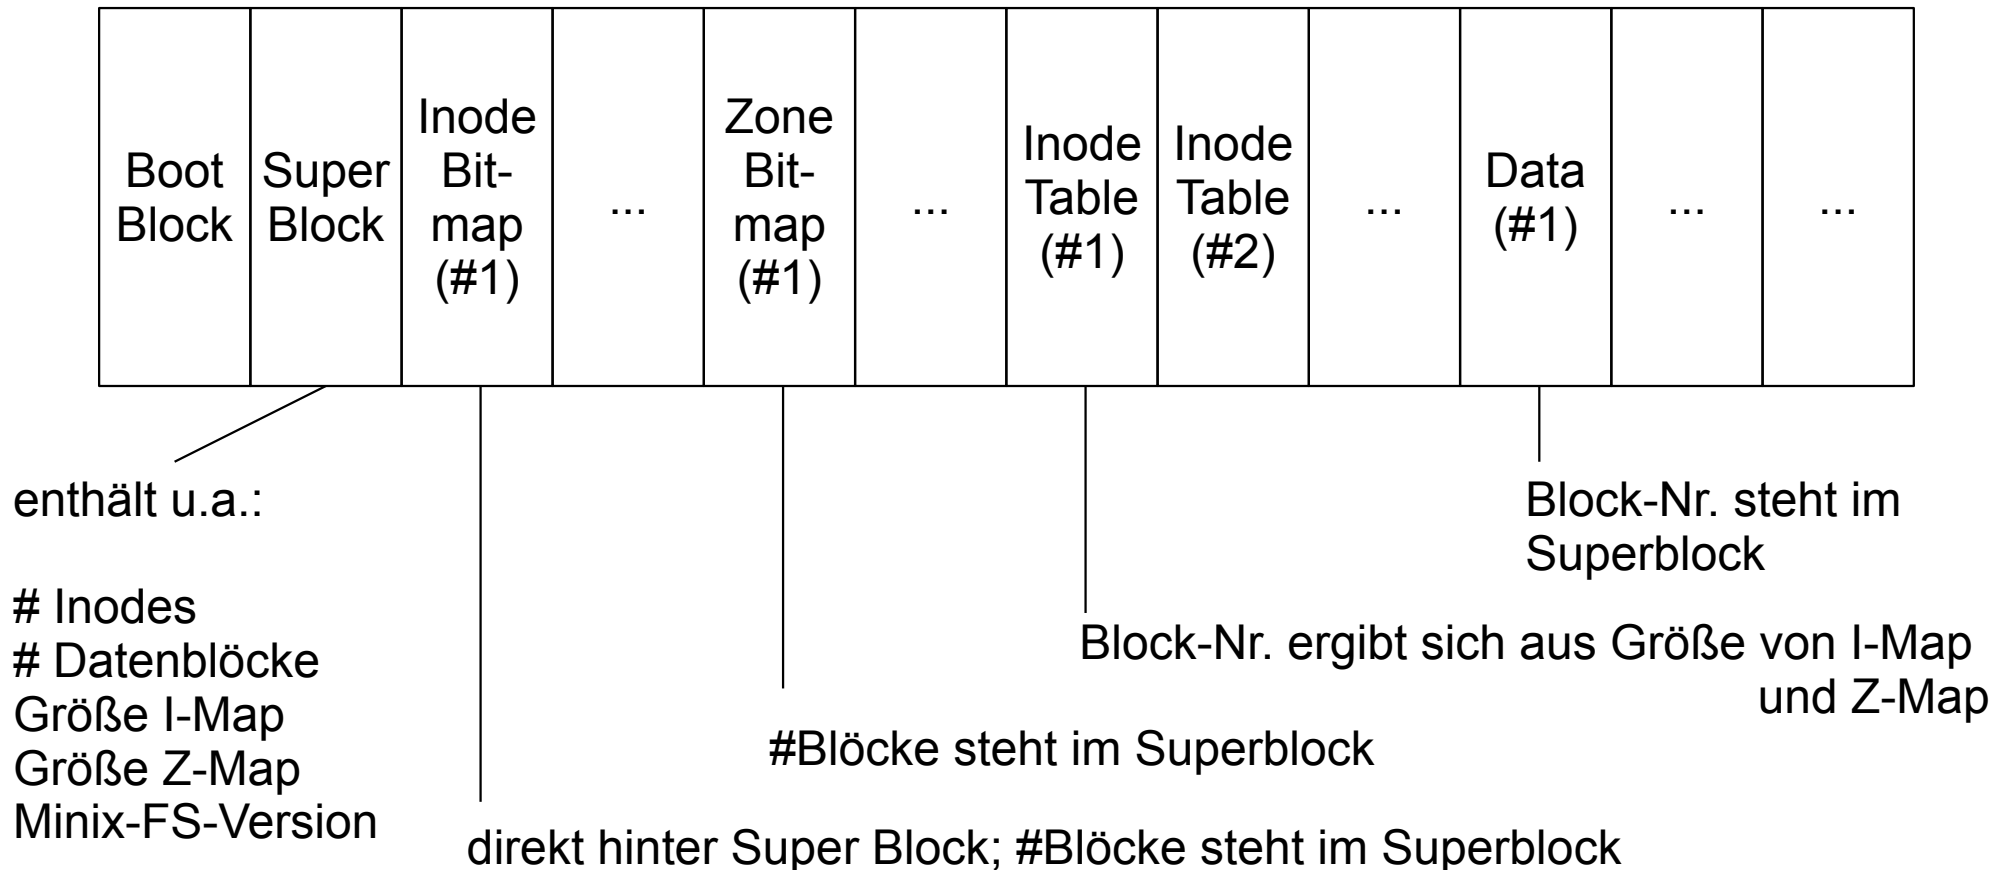 Boot
Block
Super
Block
Inode
Bit-
map
(#1)
...
Zone
Bit-
map
(#1)
...
Inode
Table
(#1)
Inode
Table
(#2)
...
Data
(#1)
...
...
enthält u.a.:
# Inodes
# Datenblöcke
Größe I-Map
Größe Z-Map
Minix-FS-Version
direkt hinter Super Block; #Blöcke steht im Superblock
#Blöcke steht im Superblock
Block-Nr. ergibt sich aus Größe von I-Map
und Z-Map
Block-Nr. steht im
Superblock